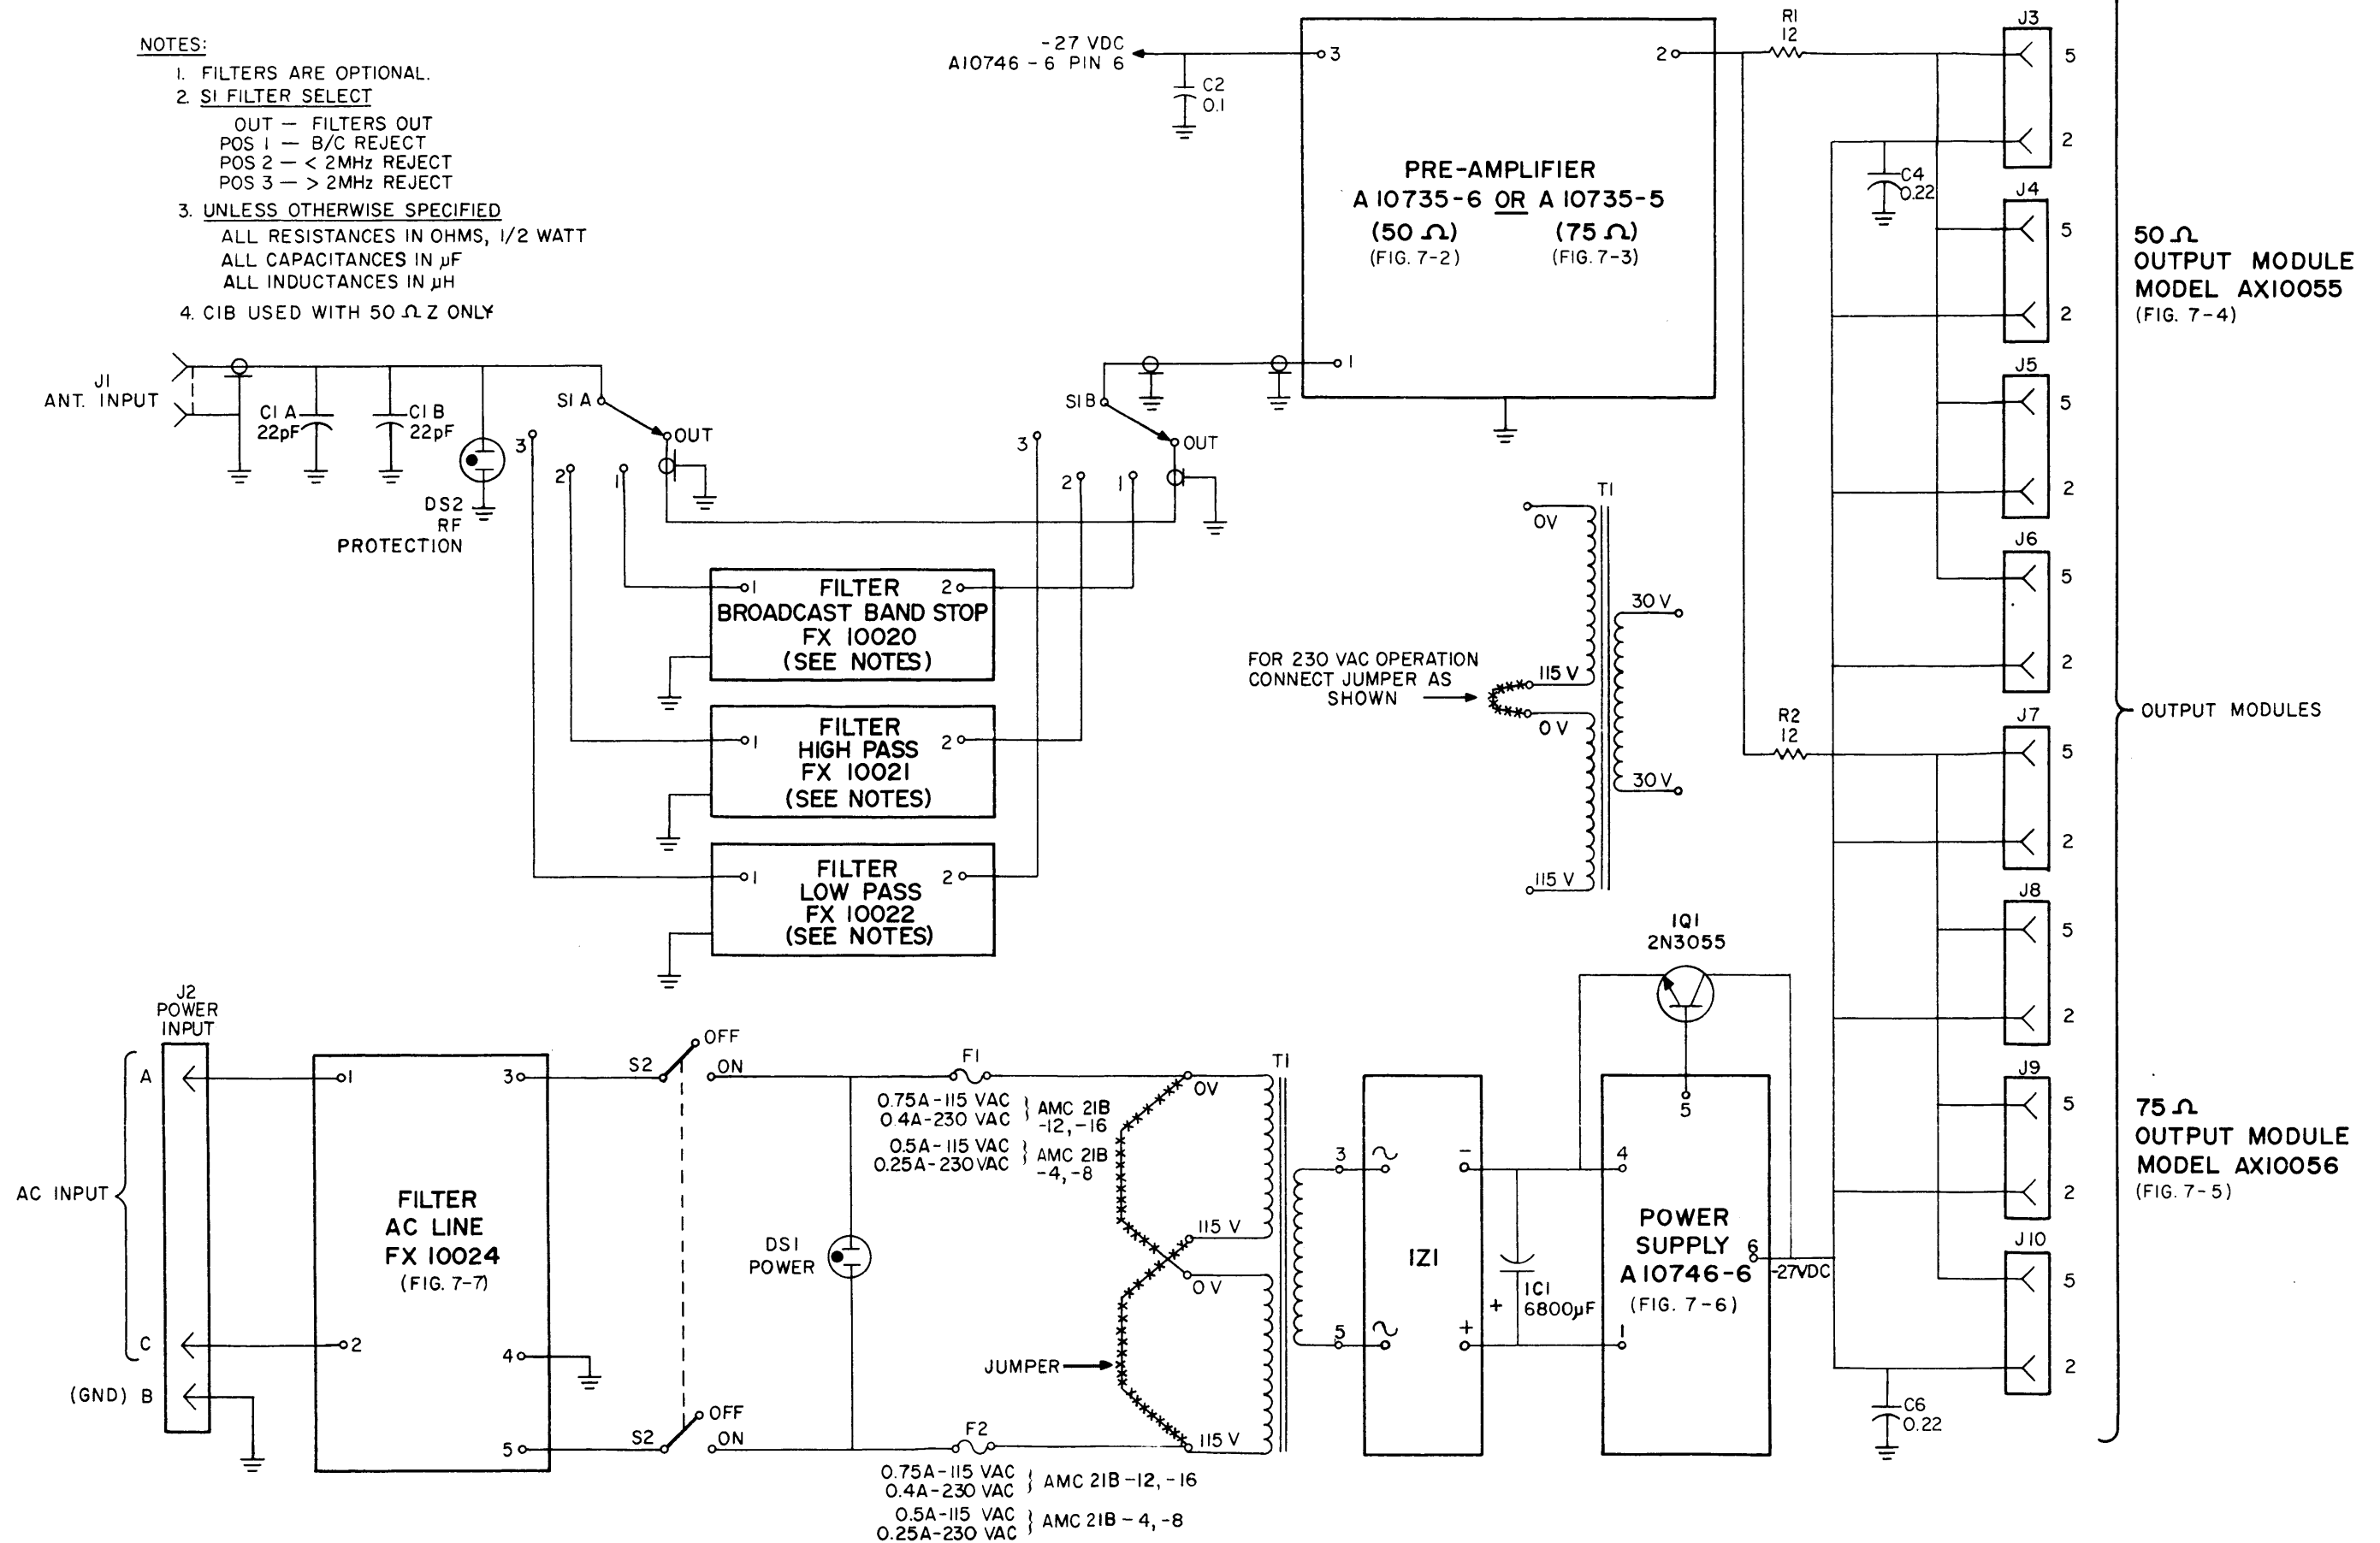 NOTES:
1. FILTERS ARE OPTIONAL.
2. S1 FILTER SELECT
OUT — FILTERS OUT
POS 1 — B/C REJECT
POS 2 — < 2MHz REJECT
POS 3 — > 2MHz REJECT
3. UNLESS OTHERWISE SPECIFIED
ALL RESISTANCES IN OHMS, 1/2 WATT
ALL CAPACITANCES IN µF
ALL INDUCTANCES IN µH
4. C1B USED WITH 50 Ω Z ONLY
-27 VDC
A10746-6 PIN 6
C2
0.1
3
2
1
PRE-AMPLIFIER
A 10735-6 OR A 10735-5
(50 Ω) (75 Ω)
(FIG. 7-2) (FIG. 7-3)
R1
12
J3
5
2
C4
0.22
J4
5
2
J5
5
2
J6
5
2
R2
12
J7
5
2
J8
5
2
J9
5
2
J10
5
2
C6
0.22
50 Ω
OUTPUT MODULE
MODEL AX10055
(FIG. 7-4)
OUTPUT MODULES
75 Ω
OUTPUT MODULE
MODEL AX10056
(FIG. 7-5)
J1
ANT. INPUT
C1 A
22pF
C1 B
22pF
DS2
RF
PROTECTION
S1 A
OUT
3
2
1
S1 B
OUT
3
2
1
1 FILTER 2
BROADCAST BAND STOP
FX 10020
(SEE NOTES)
FILTER
HIGH PASS
1 2
FX 10021
(SEE NOTES)
FILTER
1 2
LOW PASS
FX 10022
(SEE NOTES)
T1
0V
115 V
0 V
115 V
30 V
30 V
FOR 230 VAC OPERATION
CONNECT JUMPER AS
SHOWN
J2
POWER
INPUT
A
AC INPUT
C
(GND) B
1
2
3
4
5
FILTER
AC LINE
FX 10024
(FIG. 7-7)
S2
OFF
ON
S2
OFF
ON
DS1
POWER
F1
0.75A-115 VAC
0.4A-230 VAC
AMC 21B
-12, -16
0.5A-115 VAC
0.25A-230VAC
AMC 21B
-4, -8
F2
0.75A-115 VAC
0.4A-230 VAC
AMC 21B -12, -16
0.5A-115 VAC
0.25A-230 VAC
AMC 21B -4, -8
JUMPER
T1
0V
115 V
0 V
115 V
3
5
-
+
1Z1
+
1C1
6800µF
1Q1
2N3055
5
4
6
1
POWER
SUPPLY
A 10746-6
(FIG. 7-6)
-27VDC